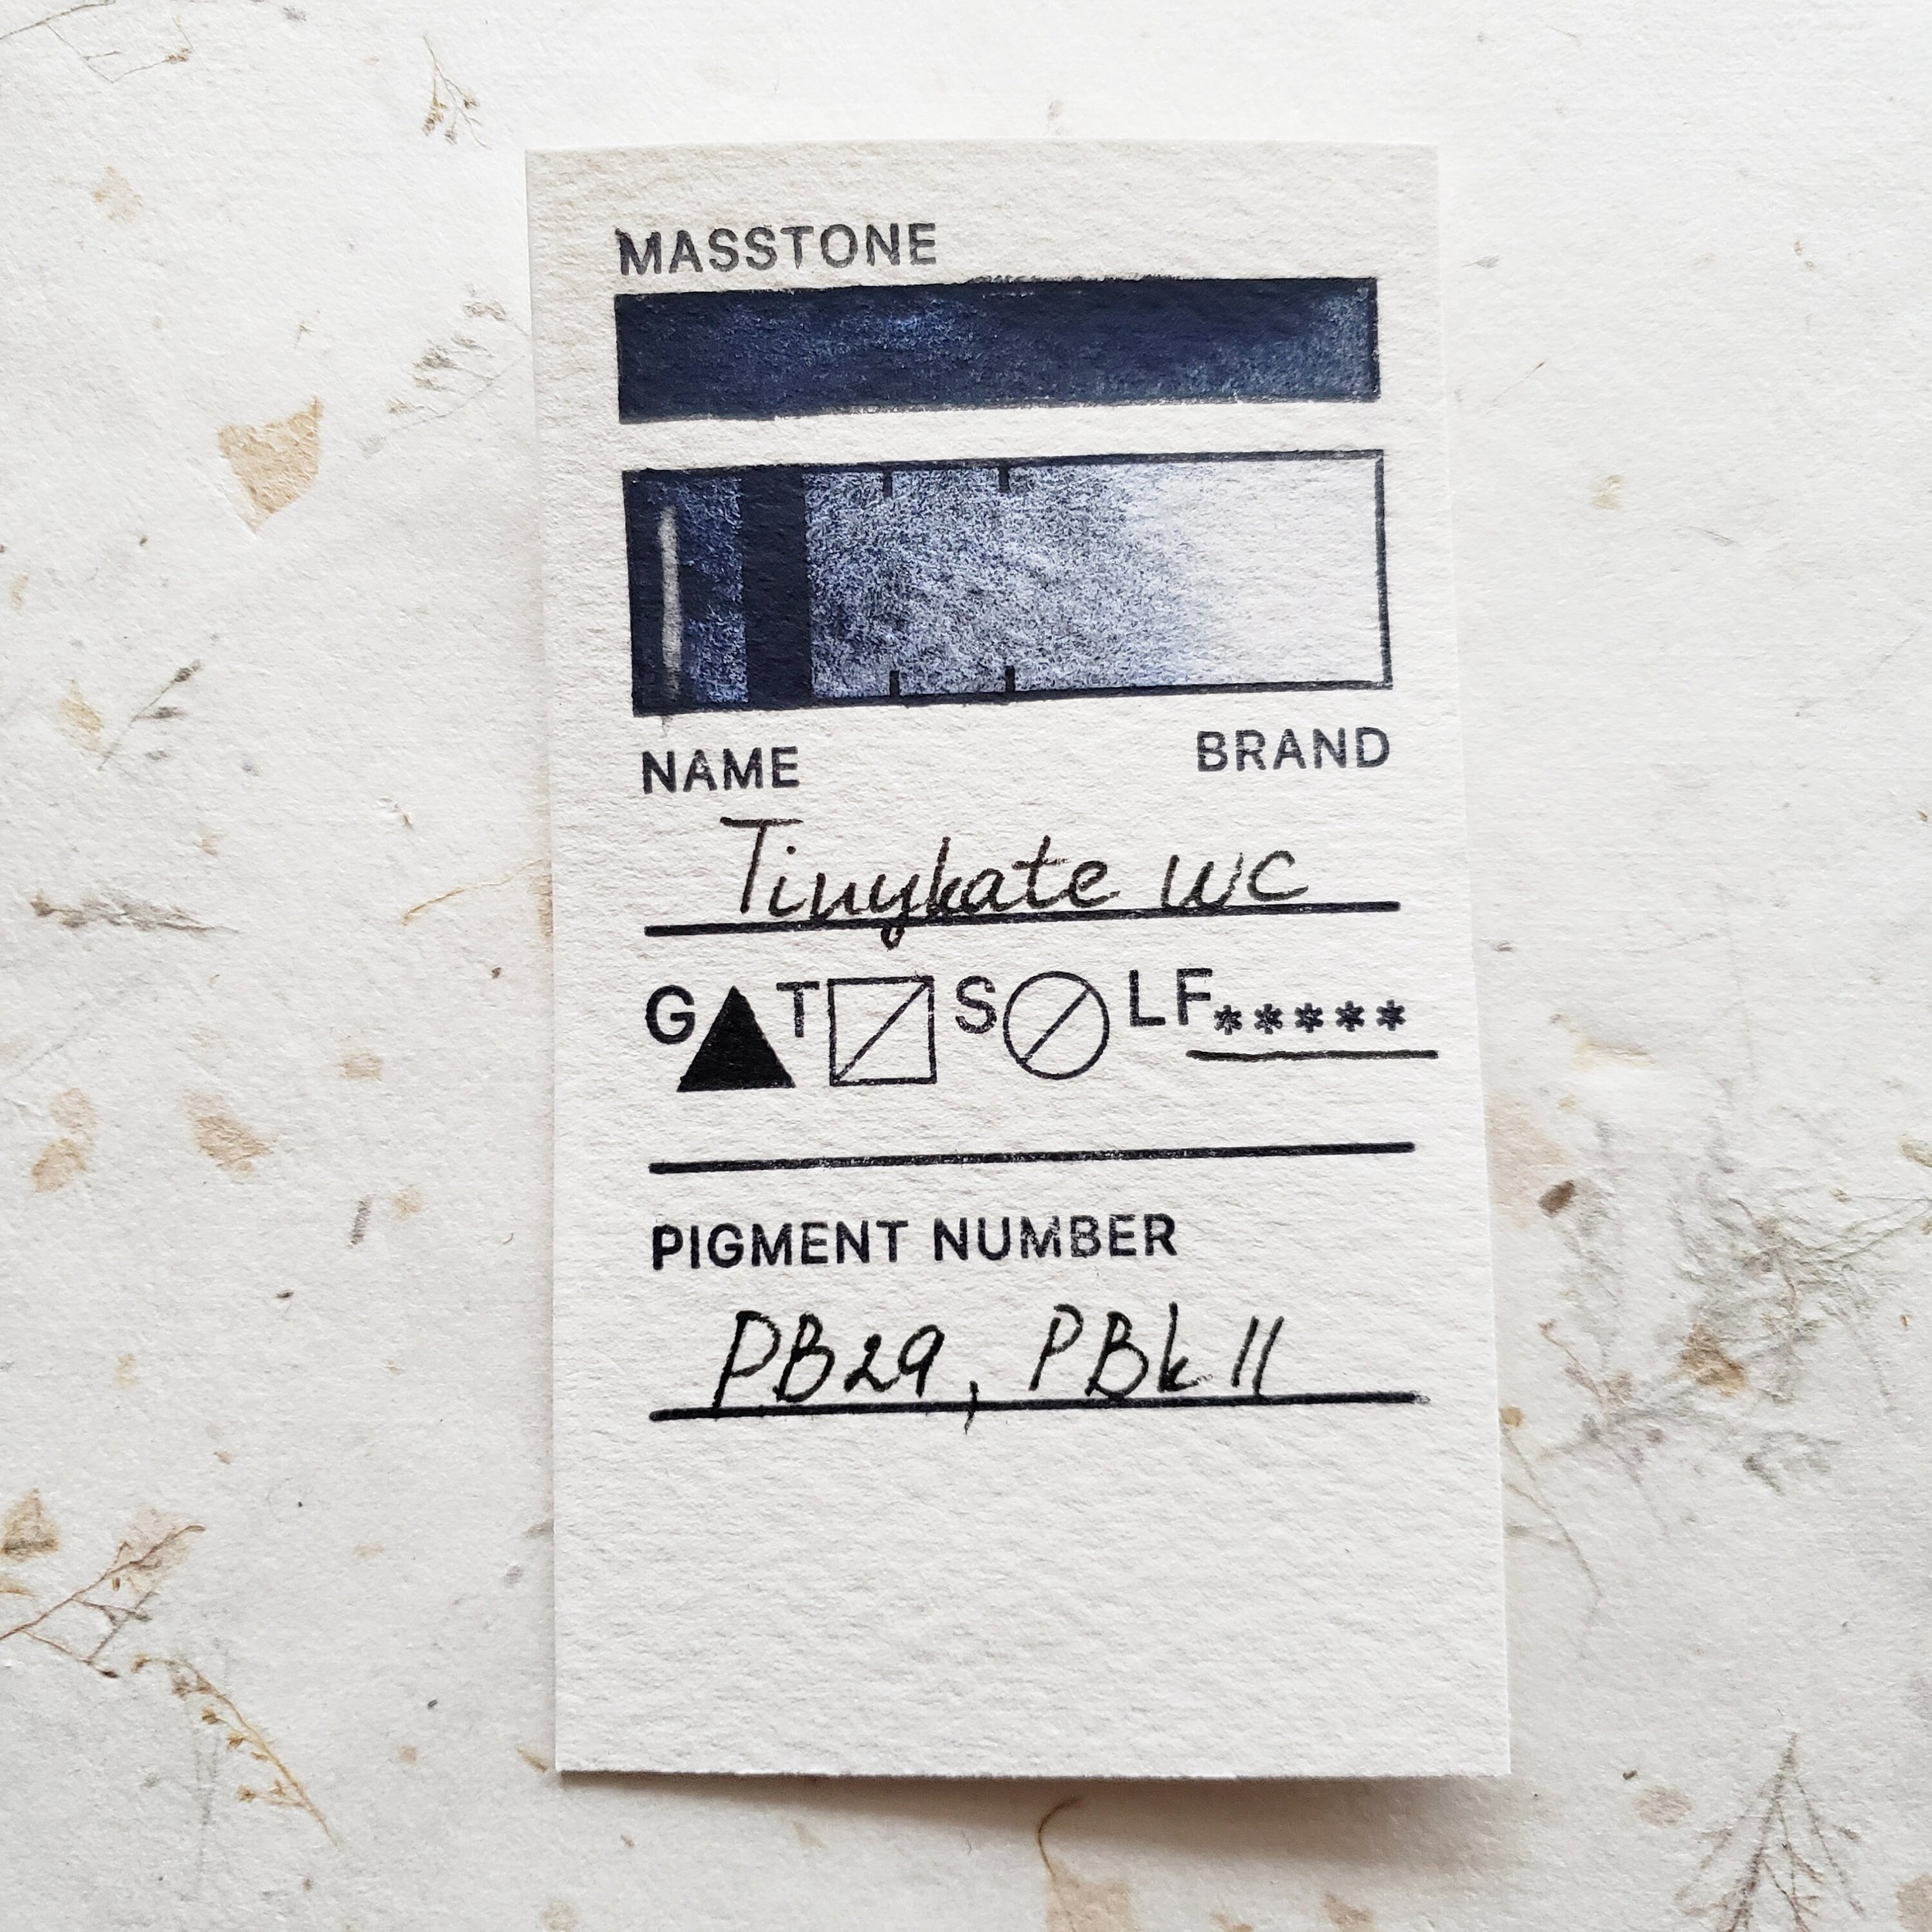 MASSTONE
NAME BRAND
Tinykate WC
G T S LF *****
PIGMENT NUMBER
PB29, PBk11